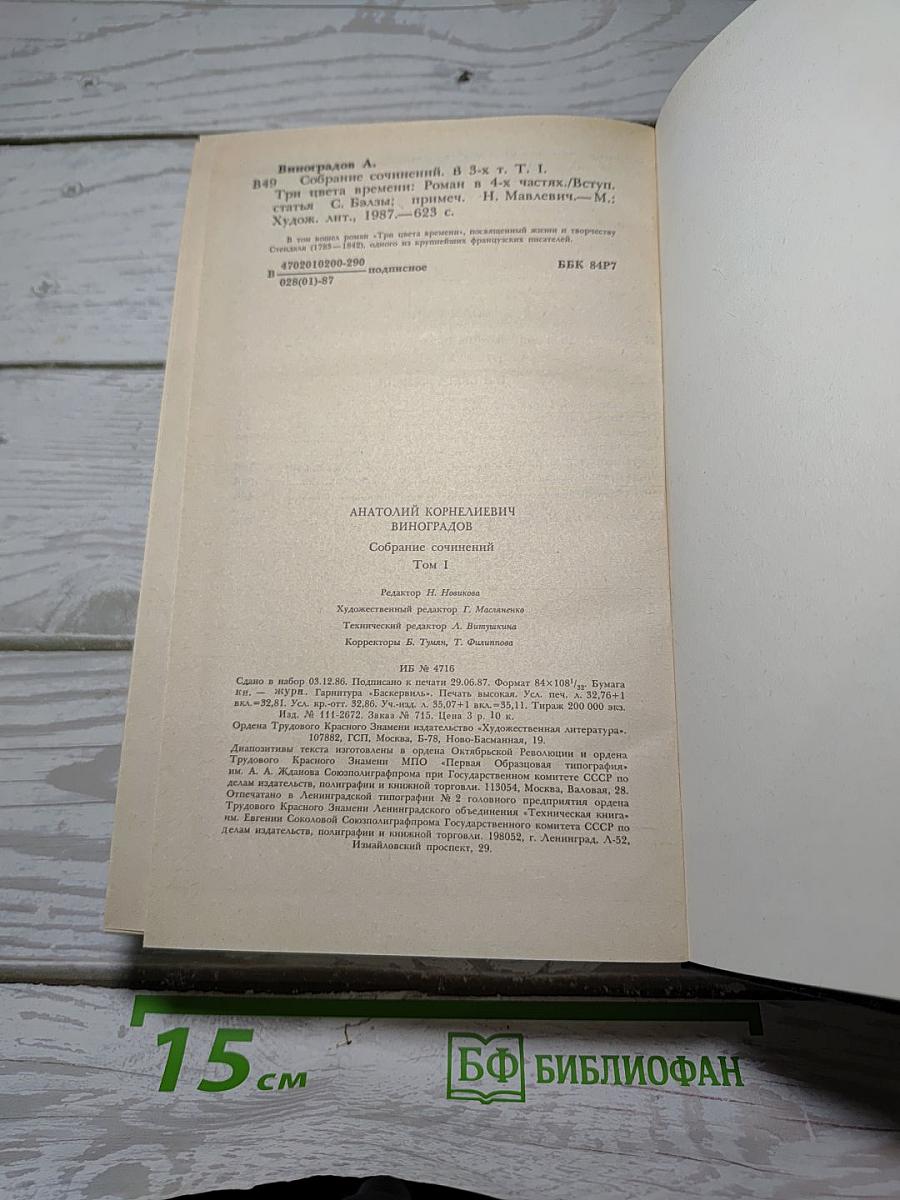 Виноградов А.
В49 Собрание сочинений. В 3-х т. Т. I.
Три цвета времени: Роман в 4-х частях./Вступ.
статья С. Бэлзы; примеч. Н. Мавлевич.— М.:
Худож. лит., 1987.— 623 с.
В том вошел роман «Три цвета времени», посвященный жизни и творчеству
Стендаля (1783—1842), одного из крупнейших французских писателей.
4702010200-290
В подписное ББК 84Р7
028(01)-87
АНАТОЛИЙ КОРНЕЛИЕВИЧ
ВИНОГРАДОВ
Собрание сочинений
Том I
Редактор Н. Новикова
Художественный редактор Г. Масляненко
Технический редактор Л. Витушкина
Корректоры Б. Тумян, Т. Филиппова
ИБ № 4716
Сдано в набор 03.12.86. Подписано к печати 29.06.87. Формат 84×108¹/₃₂. Бумага
кн. — журн. Гарнитура «Баскервиль». Печать высокая. Усл. печ. л. 32,76+1
вкл.=32,81. Усл. кр.-отт. 32,86. Уч.-изд. л. 35,07+1 вкл.=35,11. Тираж 200 000 экз.
Изд. № 111-2672. Заказ № 715. Цена 3 р. 10 к.
Ордена Трудового Красного Знамени издательство «Художественная литература».
107882, ГСП, Москва, Б-78, Ново-Басманная, 19.
Диапозитивы текста изготовлены в ордена Октябрьской Революции и ордена
Трудового Красного Знамени МПО «Первая Образцовая типография»
им. А. А. Жданова Союзполиграфпрома при Государственном комитете СССР по
делам издательств, полиграфии и книжной торговли. 113054, Москва, Валовая, 28.
Отпечатано в Ленинградской типографии № 2 головного предприятия ордена
Трудового Красного Знамени Ленинградского объединения «Техническая книга»
им. Евгении Соколовой Союзполиграфпрома Государственного комитета СССР по
делам издательств, полиграфии и книжной торговли. 198052, г. Ленинград, Л-52,
Измайловский проспект, 29.
15 см
БФ БИБЛИОФАН